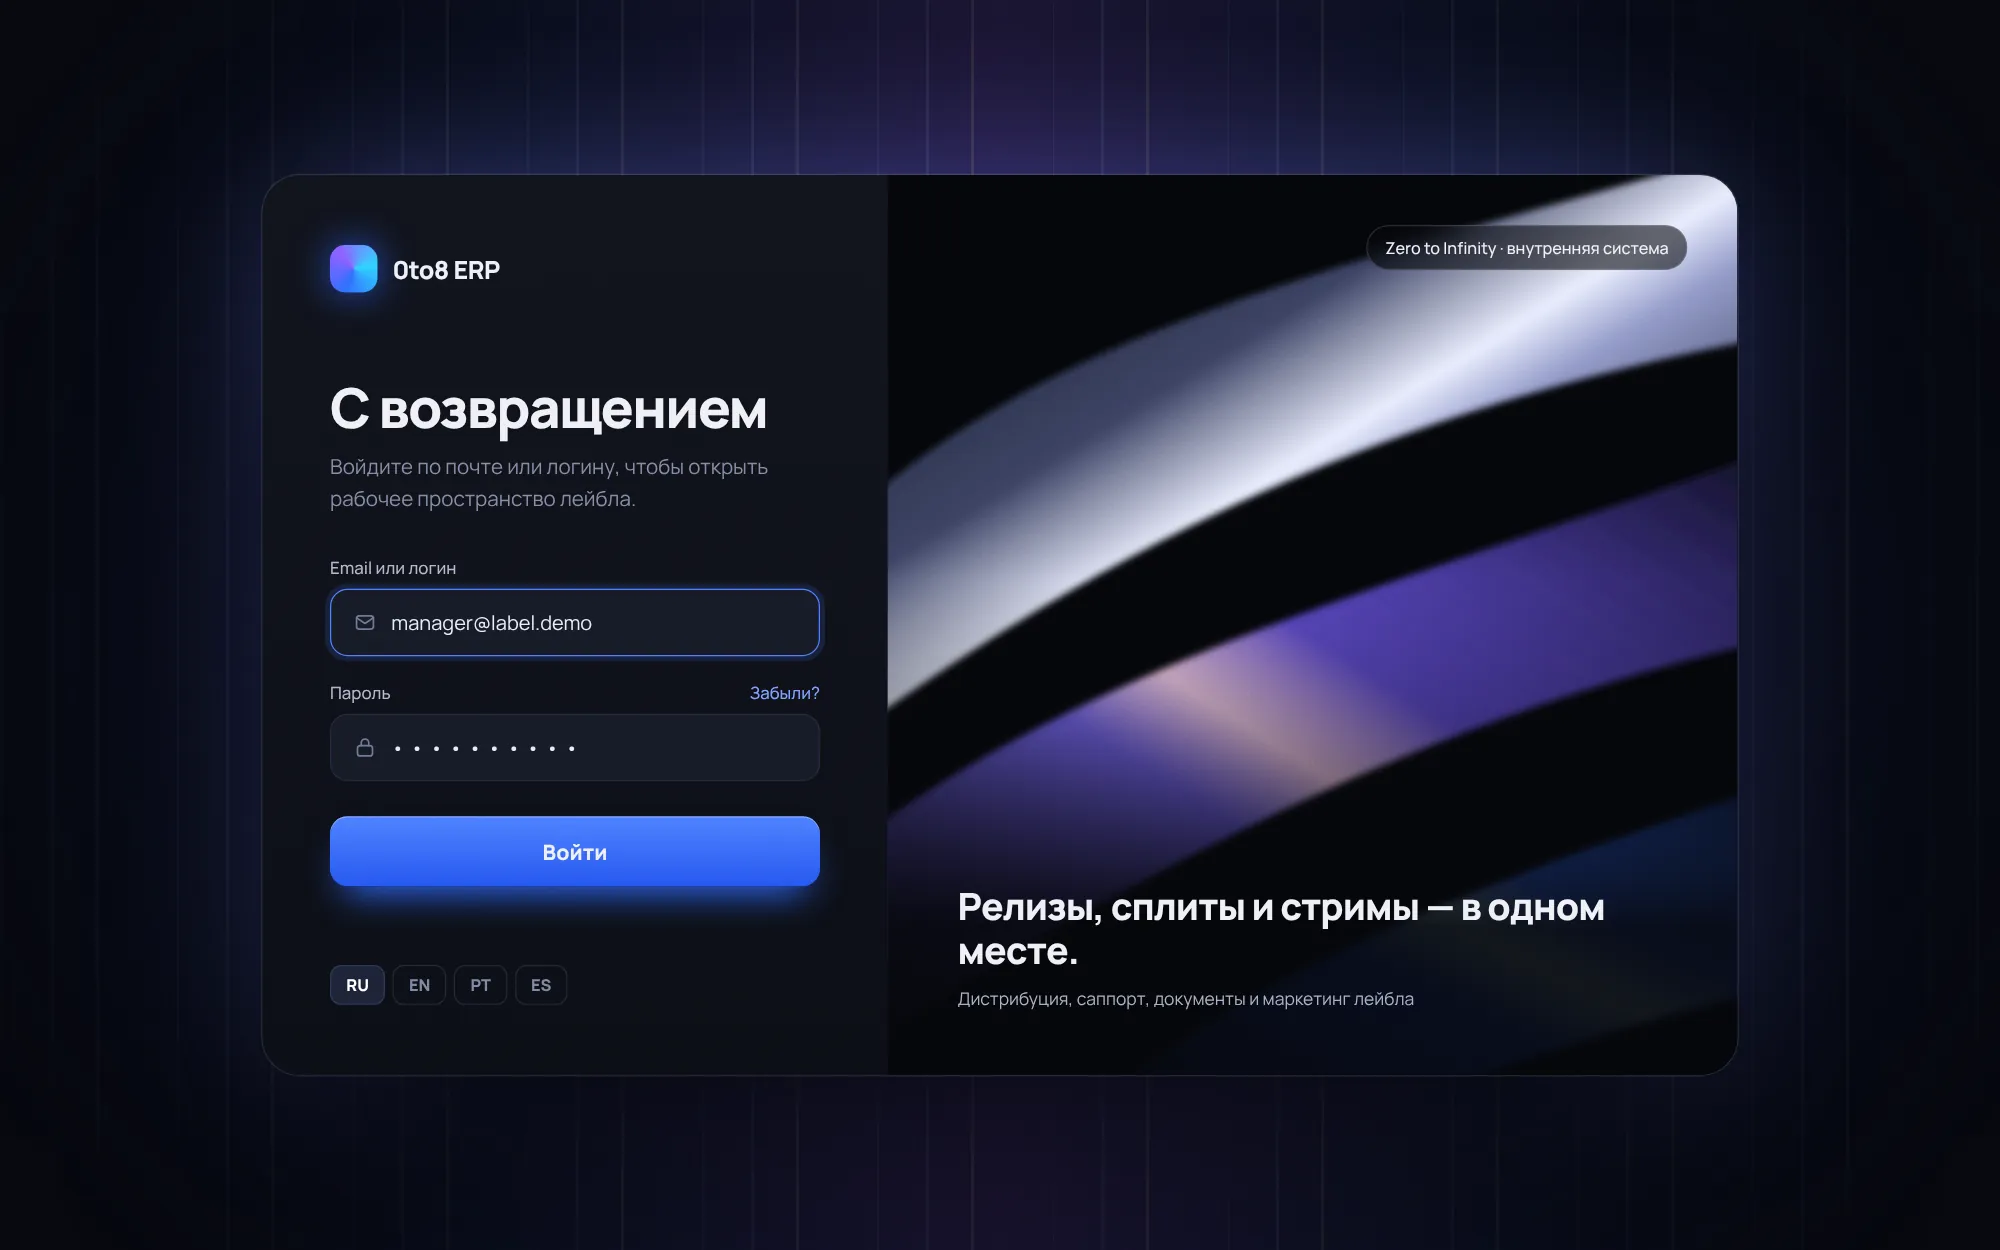 0to8 ERP
С возвращением
Войдите по почте или логину, чтобы открыть
рабочее пространство лейбла.
Email или логин
manager@label.demo
Пароль
Забыли?
• • • • • • • • • •
Войти
RU
EN
PT
ES
Zero to Infinity · внутренняя система
Релизы, сплиты и стримы — в одном
месте.
Дистрибуция, саппорт, документы и маркетинг лейбла